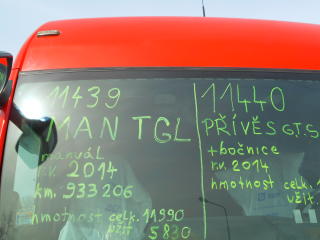 11439
MAN TGL
manuál
r.v. 2014
km. 933 206
hmotnost celk. 11990
užit. 5830
11440
PŘÍVĚS G.T.S
+bočnice
r.v. 2014
hmotnost celk.
užit.